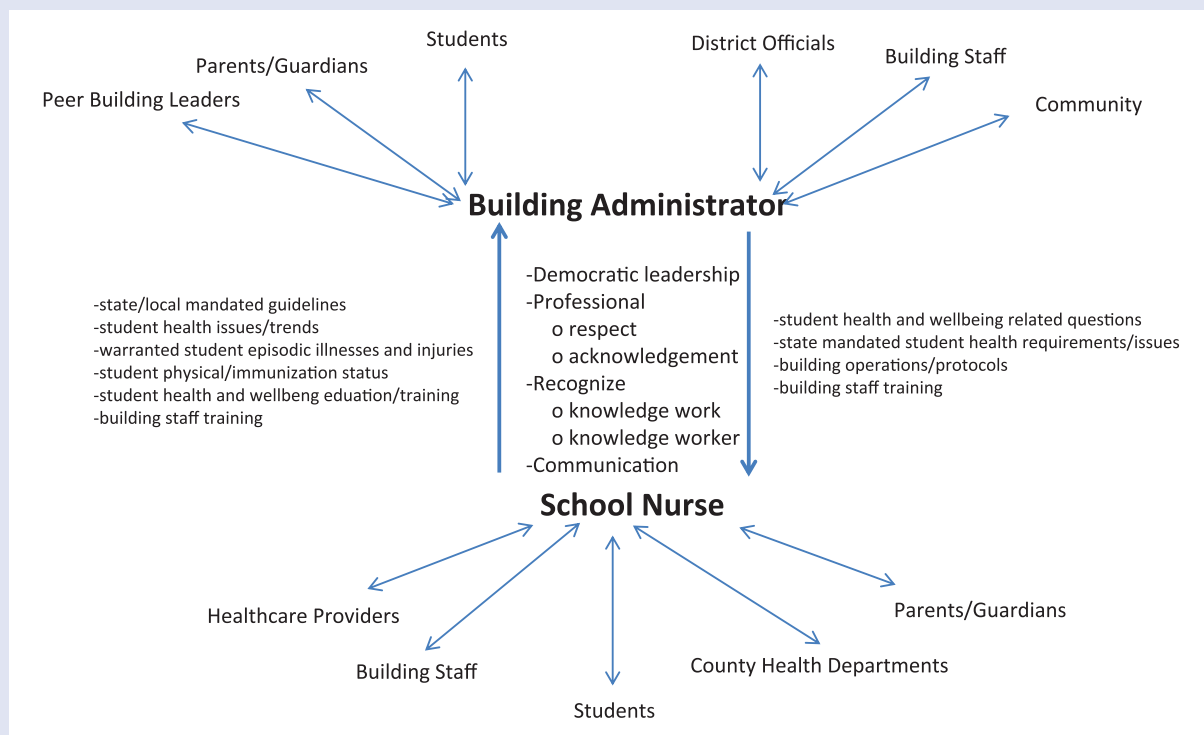 Students
District Officials
Building Staff
Parents/Guardians
Peer Building Leaders
Community
Building Administrator
-state/local mandated guidelines
-student health issues/trends
-warranted student episodic illnesses and injuries
-student physical/immunization status
-student health and wellbeng eduation/training
-building staff training
-Democratic leadership
-Professional
o respect
o acknowledgement
-Recognize
o knowledge work
o knowledge worker
-Communication
-student health and wellbeing related questions
-state mandated student health requirements/issues
-building operations/protocols
-building staff training
School Nurse
Healthcare Providers
Parents/Guardians
Building Staff
County Health Departments
Students